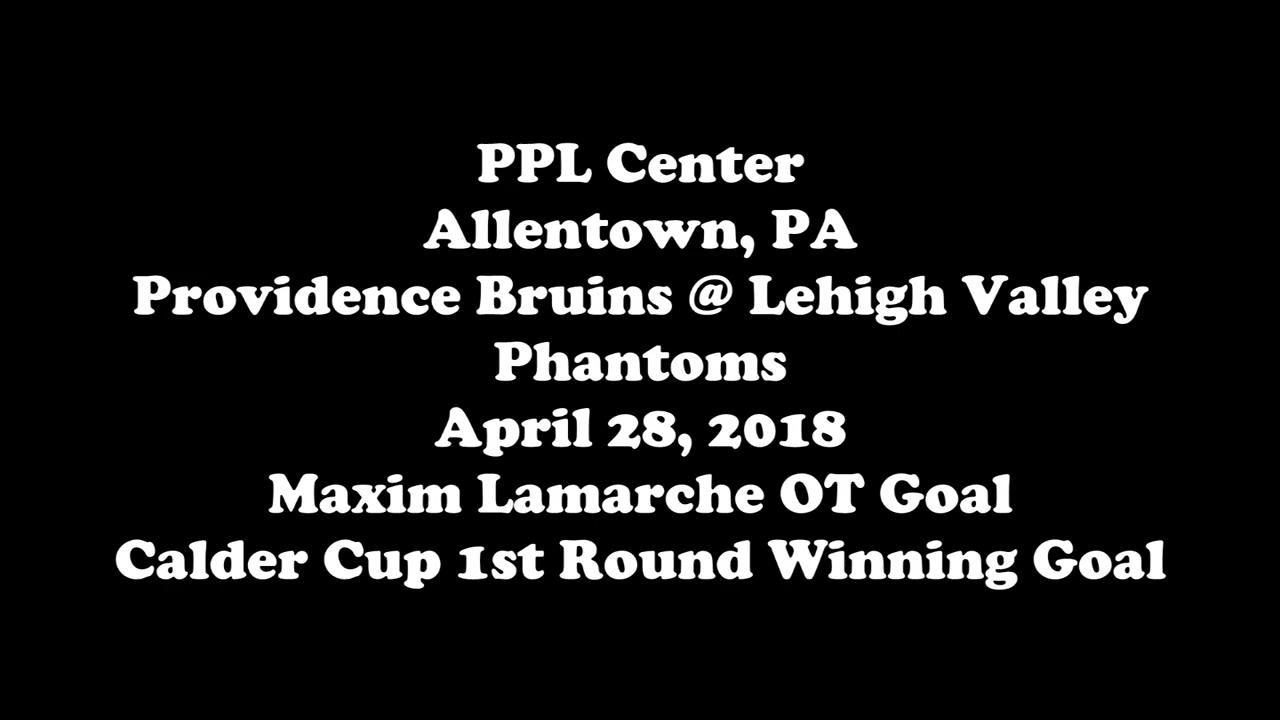 PPL Center
Allentown, PA
Providence Bruins @ Lehigh Valley
Phantoms
April 28, 2018
Maxim Lamarche OT Goal
Calder Cup 1st Round Winning Goal